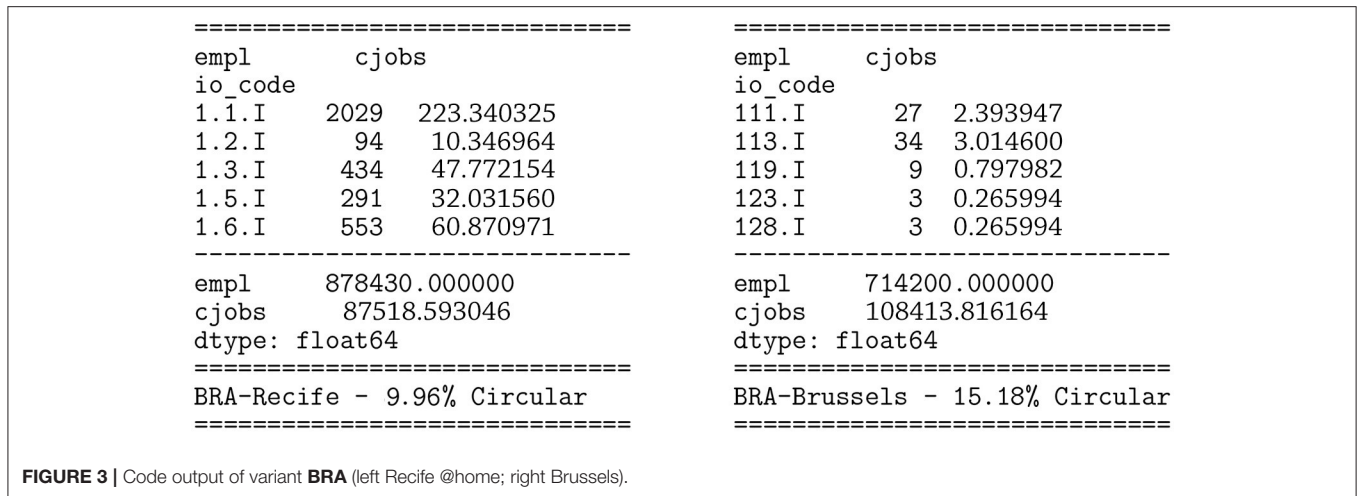 ==============================
empl cjobs
io_code
1.1.I 2029 223.340325
1.2.I 94 10.346964
1.3.I 434 47.772154
1.5.I 291 32.031560
1.6.I 553 60.870971
------------------------------
empl 878430.000000
cjobs 87518.593046
dtype: float64
==============================
BRA-Recife - 9.96% Circular
==============================
==============================
empl cjobs
io_code
111.I 27 2.393947
113.I 34 3.014600
119.I 9 0.797982
123.I 3 0.265994
128.I 3 0.265994
------------------------------
empl 714200.000000
cjobs 108413.816164
dtype: float64
==============================
BRA-Brussels - 15.18% Circular
==============================
FIGURE 3 | Code output of variant BRA (left Recife @home; right Brussels).